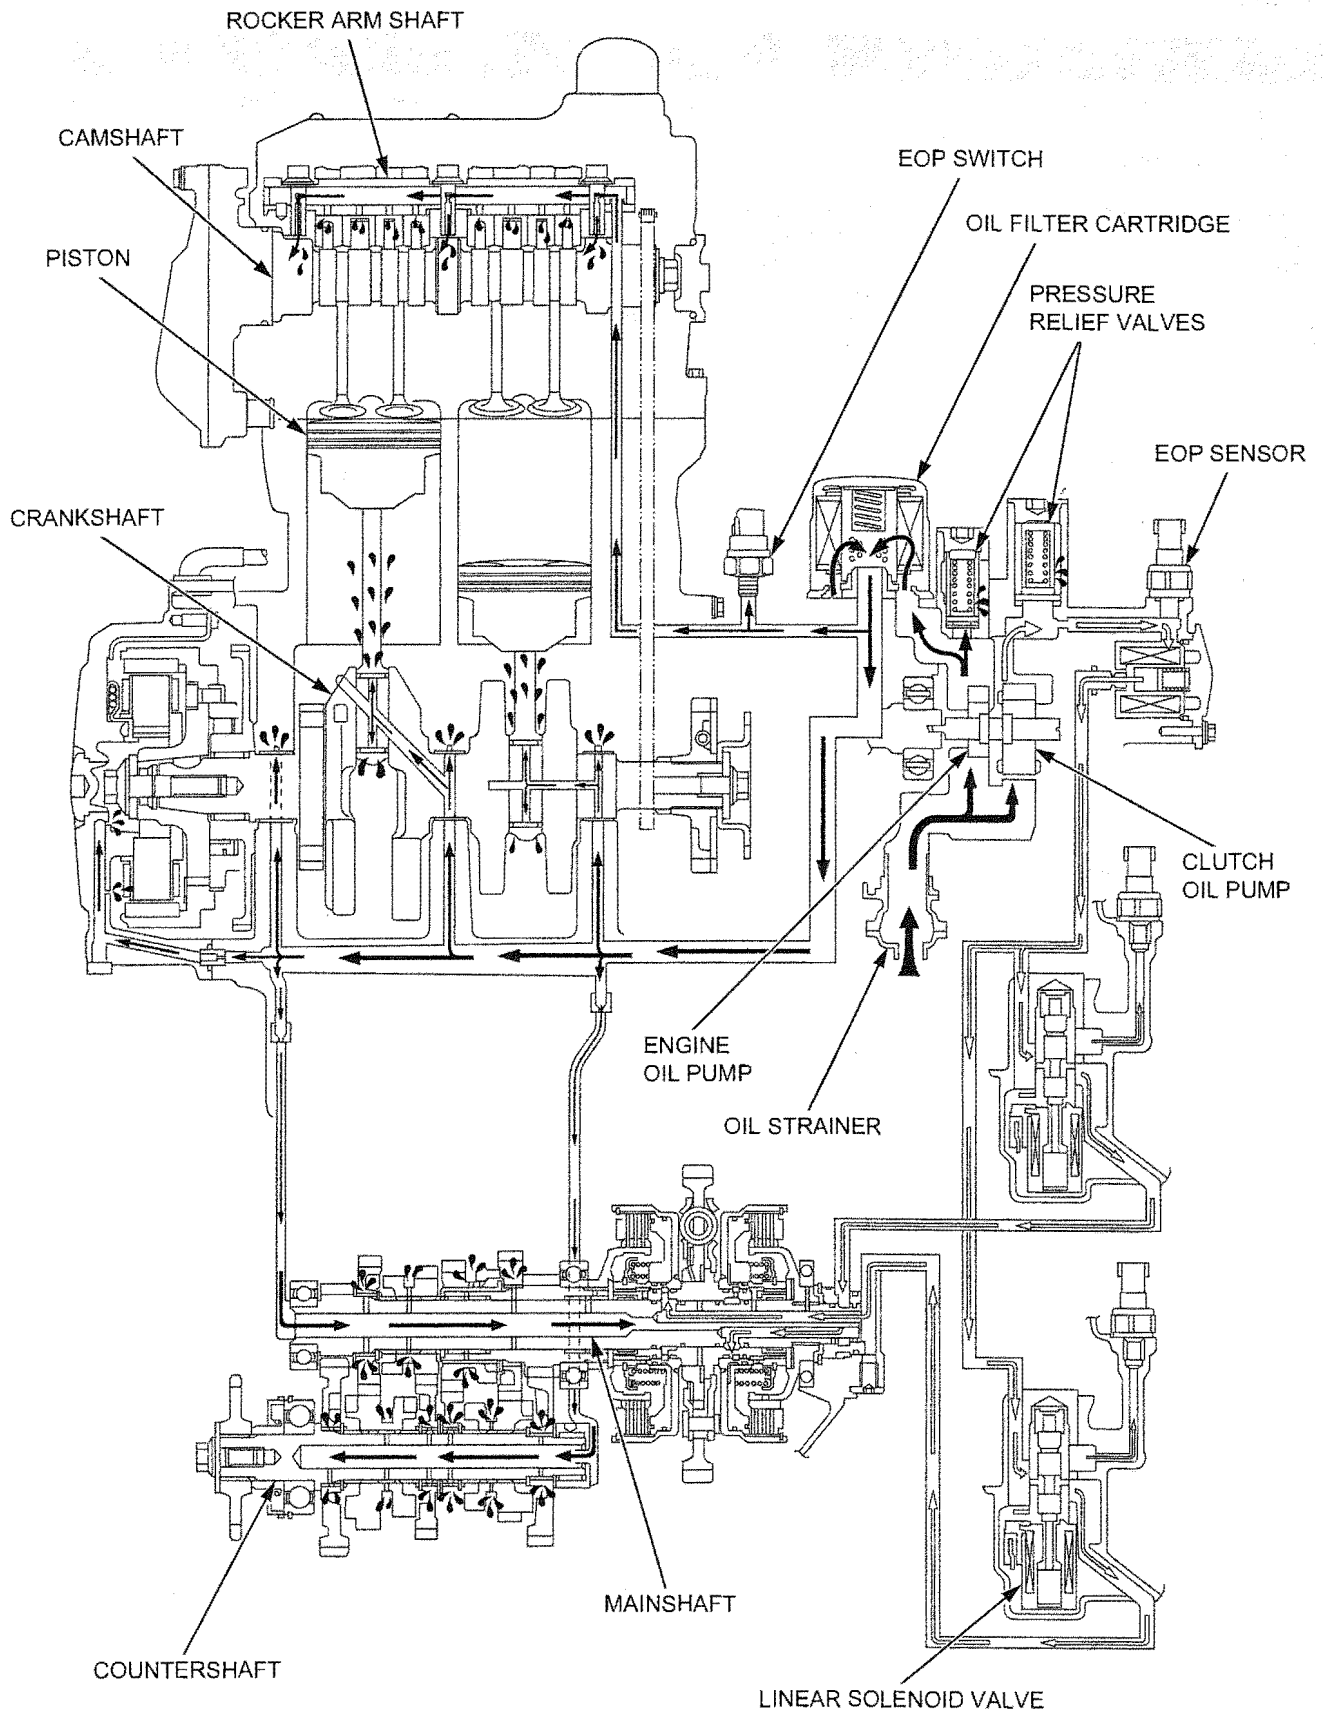 ROCKER ARM SHAFT
CAMSHAFT
EOP SWITCH
OIL FILTER CARTRIDGE
PISTON
PRESSURE
RELIEF VALVES
EOP SENSOR
CRANKSHAFT
CLUTCH
OIL PUMP
ENGINE
OIL PUMP
OIL STRAINER
MAINSHAFT
COUNTERSHAFT
LINEAR SOLENOID VALVE